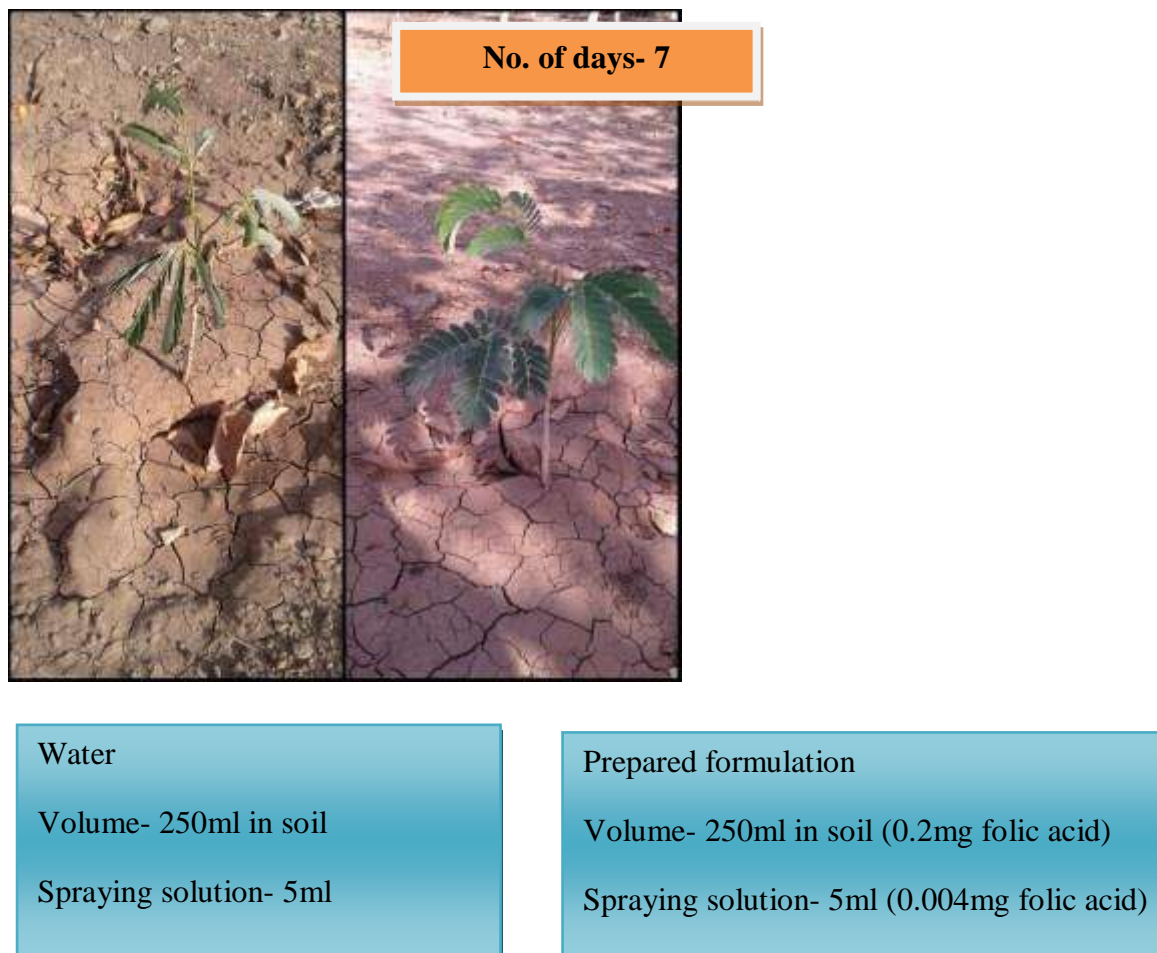 No. of days- 7
Water
Volume- 250ml in soil
Spraying solution- 5ml
Prepared formulation
Volume- 250ml in soil (0.2mg folic acid)
Spraying solution- 5ml (0.004mg folic acid)